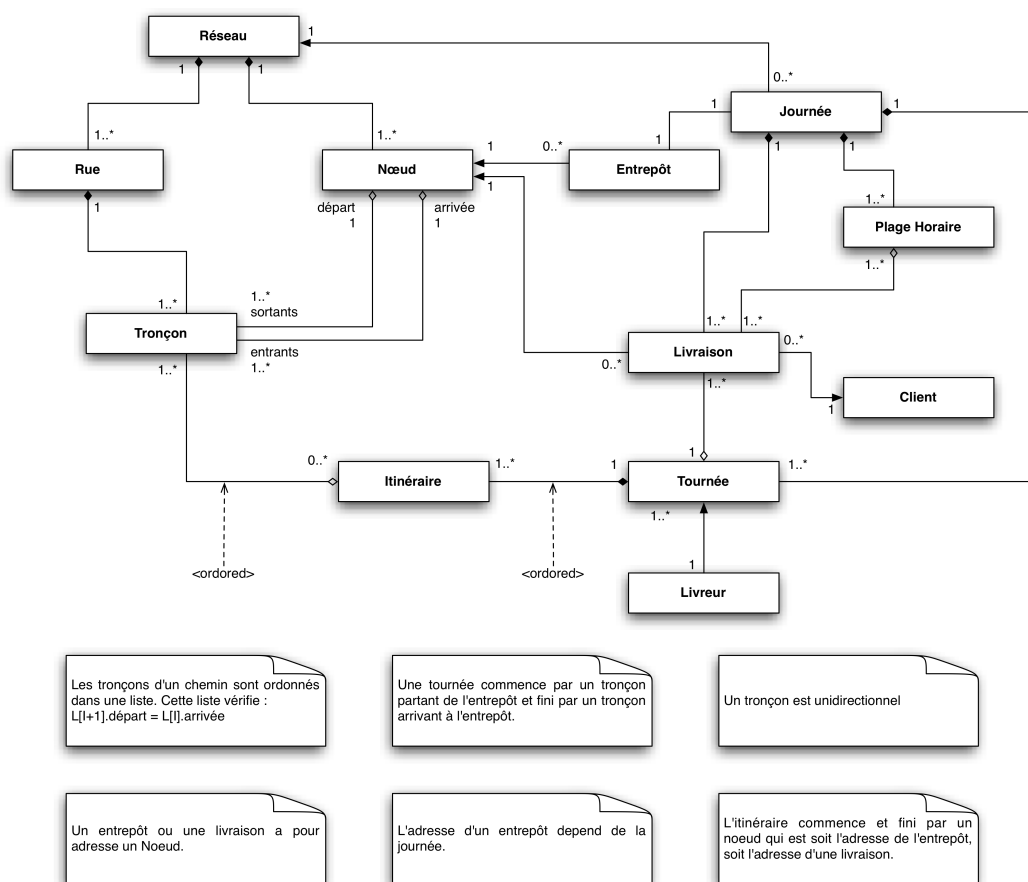 Réseau
1
1
1
0..*
Journée
1
1
1
1
1..*
1..*
Rue
1
Nœud
1
0..*
1
Entrepôt
1
1..*
Plage Horaire
1..*
départ
1
arrivée
1
1..*
sortants
1..*
Tronçon
1..*
entrants
1..*
1..*
1..*
Livraison
0..*
0..*
1..*
1
Client
0..*
Itinéraire
1..*
1
1
Tournée
1..*
1..*
<ordored>
<ordored>
1
Livreur
Les tronçons d'un chemin sont ordonnés
dans une liste. Cette liste vérifie :
L[I+1].départ = L[I].arrivée
Une tournée commence par un tronçon
partant de l'entrepôt et fini par un tronçon
arrivant à l'entrepôt.
Un tronçon est unidirectionnel
Un entrepôt ou une livraison a pour
adresse un Noeud.
L'adresse d'un entrepôt depend de la
journée.
L'itinéraire commence et fini par un
noeud qui est soit l'adresse de l'entrepôt,
soit l'adresse d'une livraison.